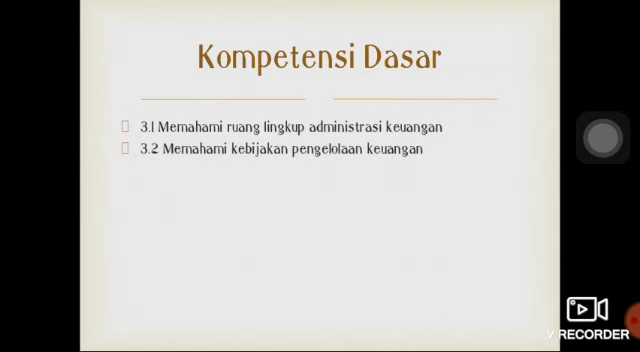 Kompetensi Dasar
3.1 Memahami ruang lingkup administrasi keuangan
3.2 Memahami kebijakan pengelolaan keuangan
V RECORDER